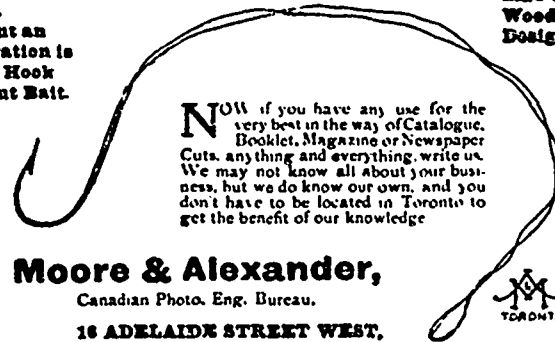 nt an
ration is
Hook
nt Bait.
Wood
Desig
NOW if you have any use for the
very best in the way of Catalogue,
Booklet, Magazine or Newspaper
Cuts, anything and everything, write us.
We may not know all about your busi-
ness, but we do know our own, and you
don't have to be located in Toronto to
get the benefit of our knowledge
Moore & Alexander,
Canadian Photo. Eng. Bureau.
16 ADELAIDE STREET WEST,
TORONT